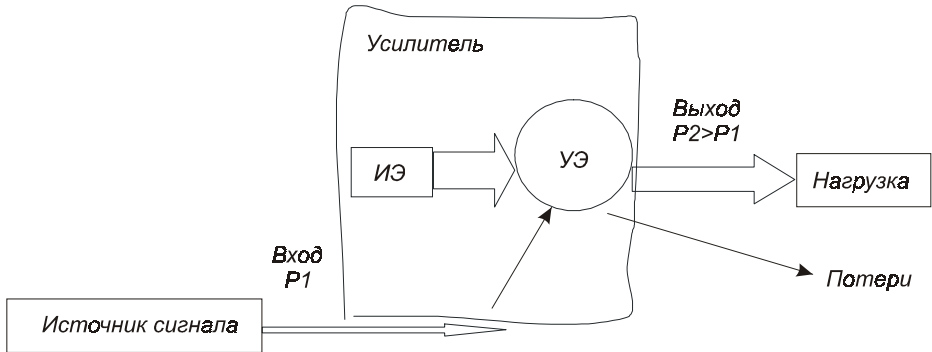 Усилитель
Выход
P2>P1
ИЭ
УЭ
Нагрузка
Вход
P1
Потери
Источник сигнала